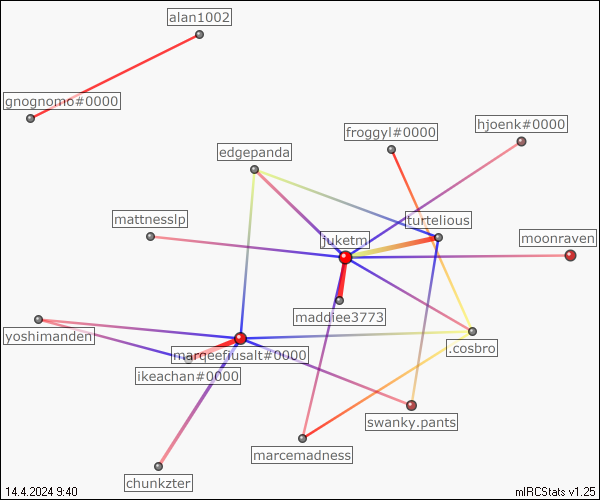 alan1002
gnognomo#0000
froggyl#0000
hjoenk#0000
edgepanda
mattnesslp
turtelious
juketm
moonraven
maddiee3773
yoshimanden
.cosbro
marqeefiusalt#0000
ikeachan#0000
swanky.pants
marcemadness
chunkzter
14.4.2024 9:40
mIRCStats v1.25